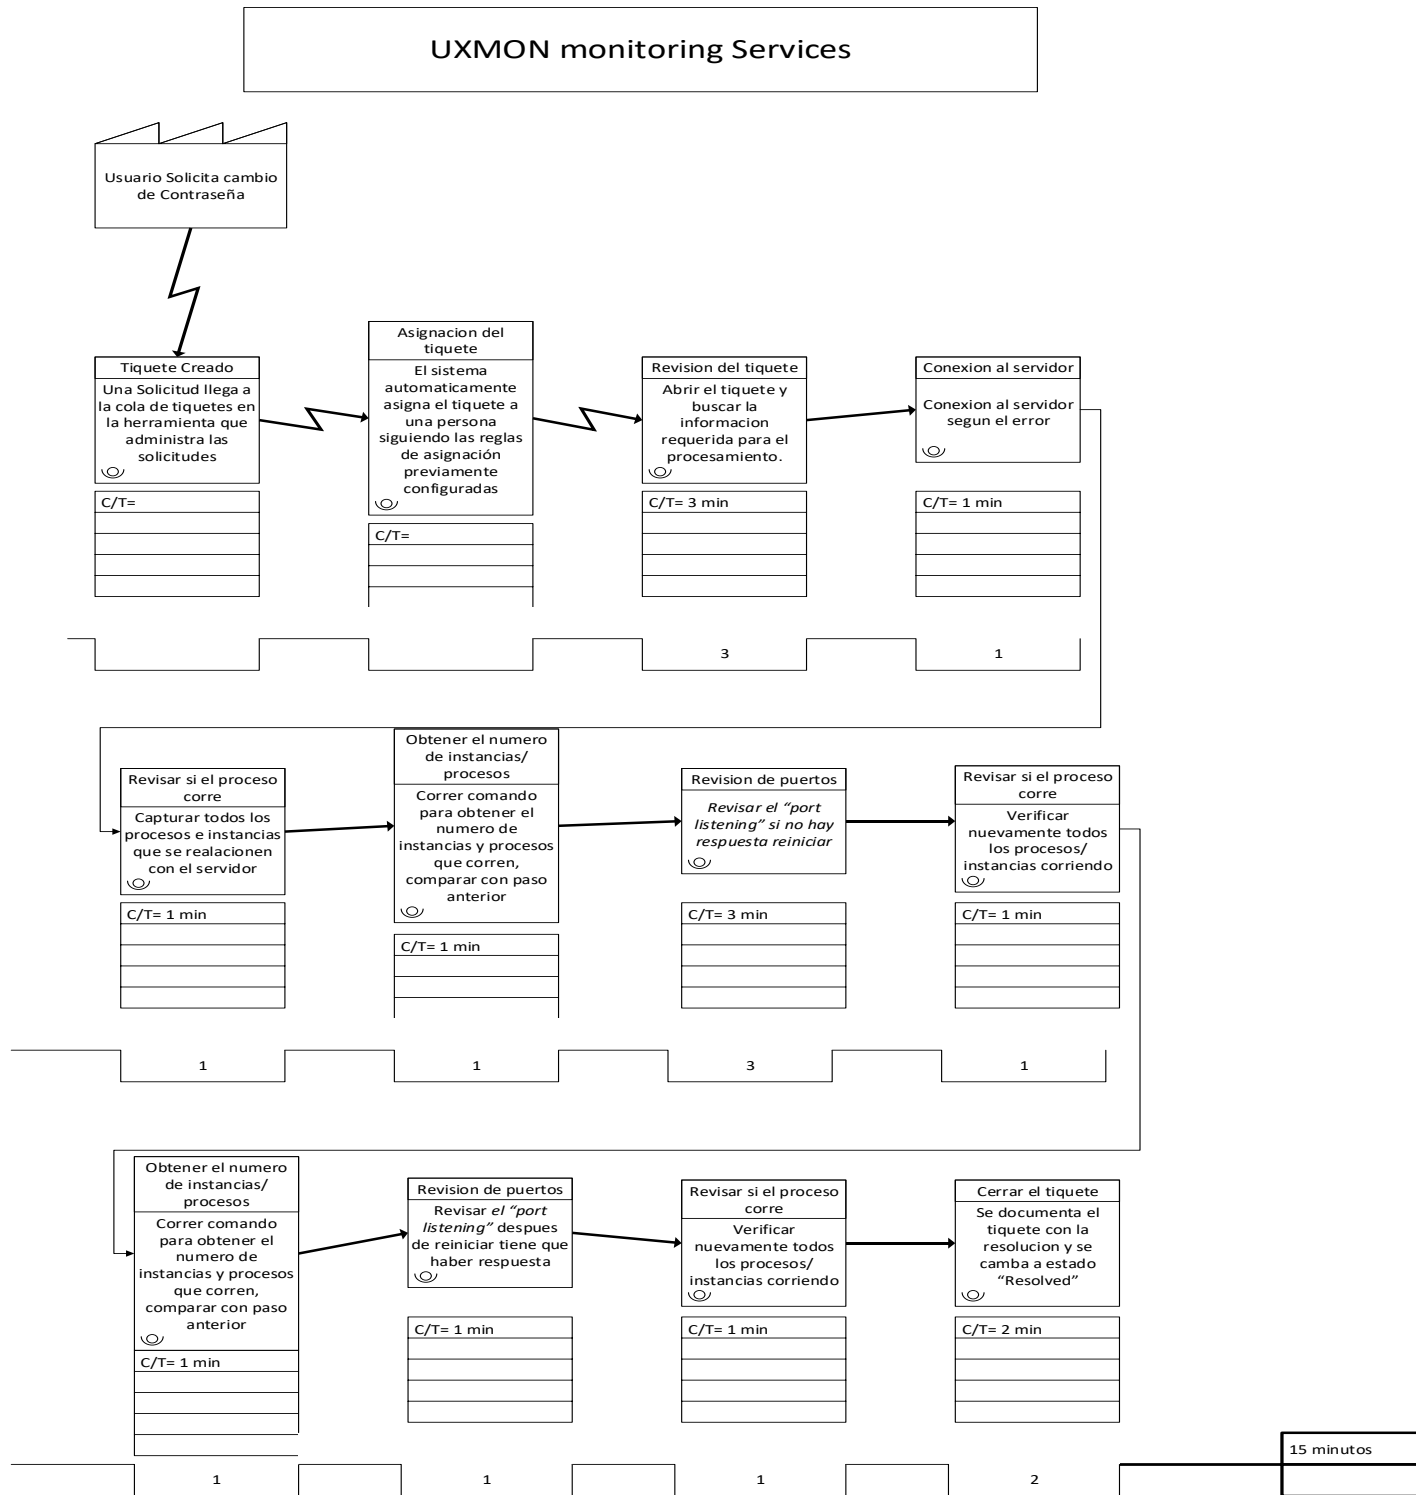 UXMON monitoring Services
Usuario Solicita cambio
de Contraseña
Tiquete Creado
Una Solicitud llega a
la cola de tiquetes en
la herramienta que
administra las
solicitudes
C/T=
Asignacion del
tiquete
El sistema
automaticamente
asigna el tiquete a
una persona
siguiendo las reglas
de asignación
previamente
configuradas
C/T=
Revision del tiquete
Abrir el tiquete y
buscar la
informacion
requerida para el
procesamiento.
C/T= 3 min
Conexion al servidor
Conexion al servidor
segun el error
C/T= 1 min
3
1
Revisar si el proceso
corre
Capturar todos los
procesos e instancias
que se realacionen
con el servidor
C/T= 1 min
Obtener el numero
de instancias/
procesos
Correr comando
para obtener el
numero de
instancias y procesos
que corren,
comparar con paso
anterior
C/T= 1 min
Revision de puertos
Revisar el “port
listening” si no hay
respuesta reiniciar
C/T= 3 min
Revisar si el proceso
corre
Verificar
nuevamente todos
los procesos/
instancias corriendo
C/T= 1 min
1
1
3
1
Obtener el numero
de instancias/
procesos
Correr comando
para obtener el
numero de
instancias y procesos
que corren,
comparar con paso
anterior
C/T= 1 min
Revision de puertos
Revisar el “port
listening” despues
de reiniciar tiene que
haber respuesta
C/T= 1 min
Revisar si el proceso
corre
Verificar
nuevamente todos
los procesos/
instancias corriendo
C/T= 1 min
Cerrar el tiquete
Se documenta el
tiquete con la
resolucion y se
camba a estado
“Resolved”
C/T= 2 min
1
1
1
2
15 minutos